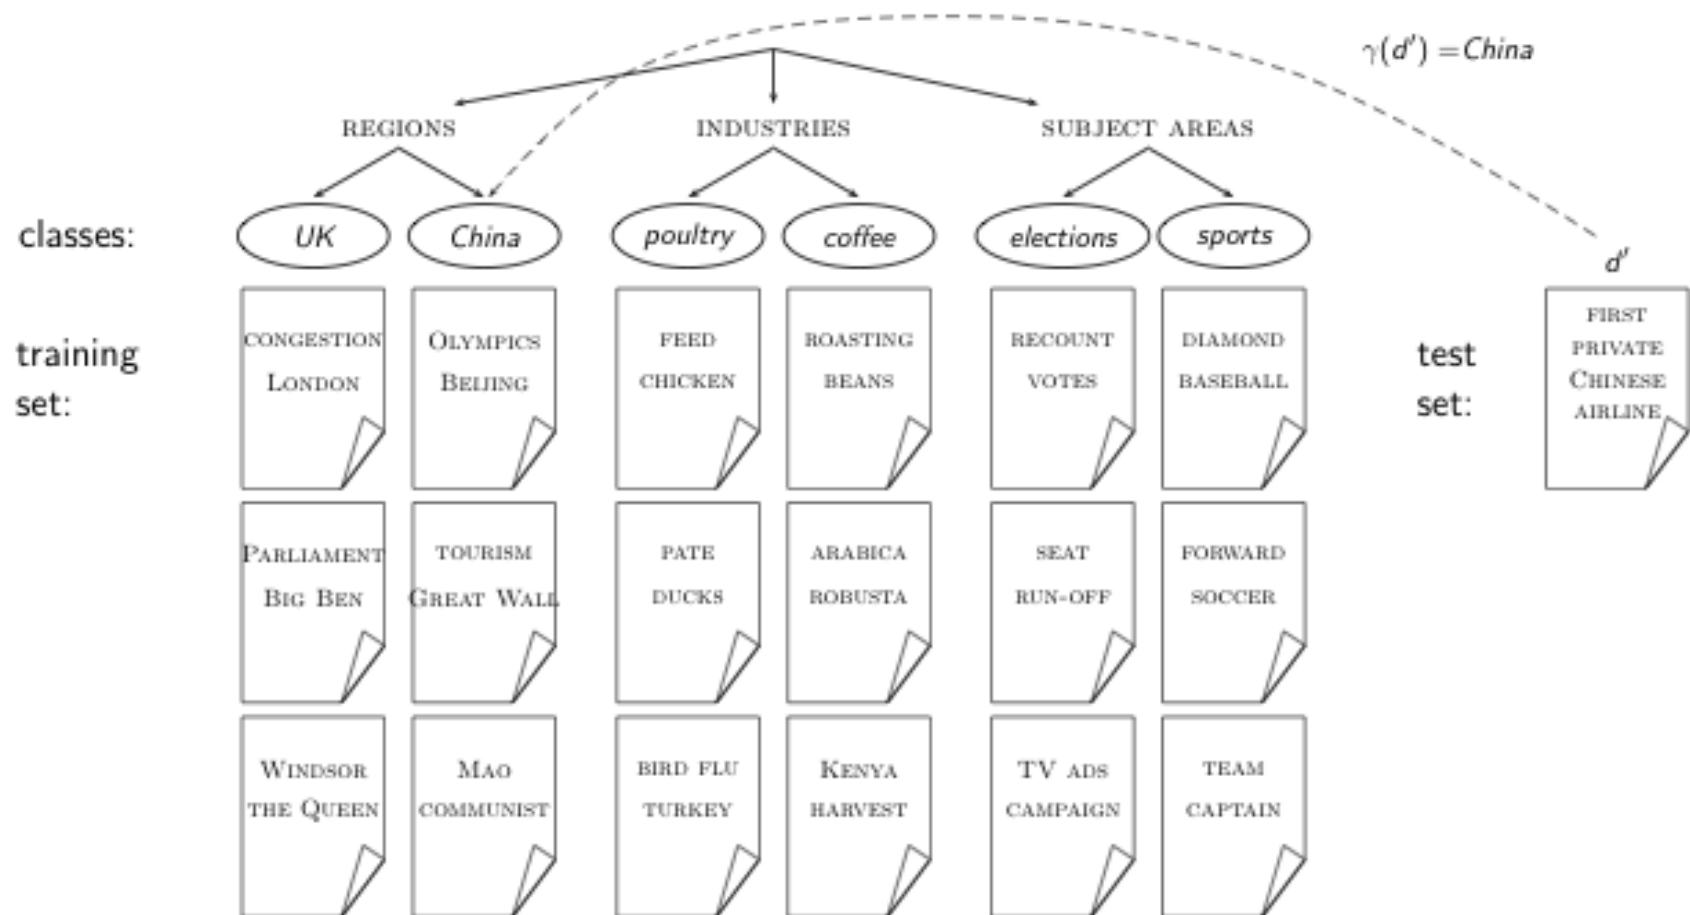 γ(d′) =China
REGIONS INDUSTRIES SUBJECT AREAS
classes: UK China poultry coffee elections sports
d′
training set:
CONGESTION
LONDON
OLYMPICS
BEIJING
FEED
CHICKEN
ROASTING
BEANS
RECOUNT
VOTES
DIAMOND
BASEBALL
test
set:
FIRST
PRIVATE
CHINESE
AIRLINE
PARLIAMENT
BIG BEN
TOURISM
GREAT WALL
PATE
DUCKS
ARABICA
ROBUSTA
SEAT
RUN-OFF
FORWARD
SOCCER
WINDSOR
THE QUEEN
MAO
COMMUNIST
BIRD FLU
TURKEY
KENYA
HARVEST
TV ADS
CAMPAIGN
TEAM
CAPTAIN